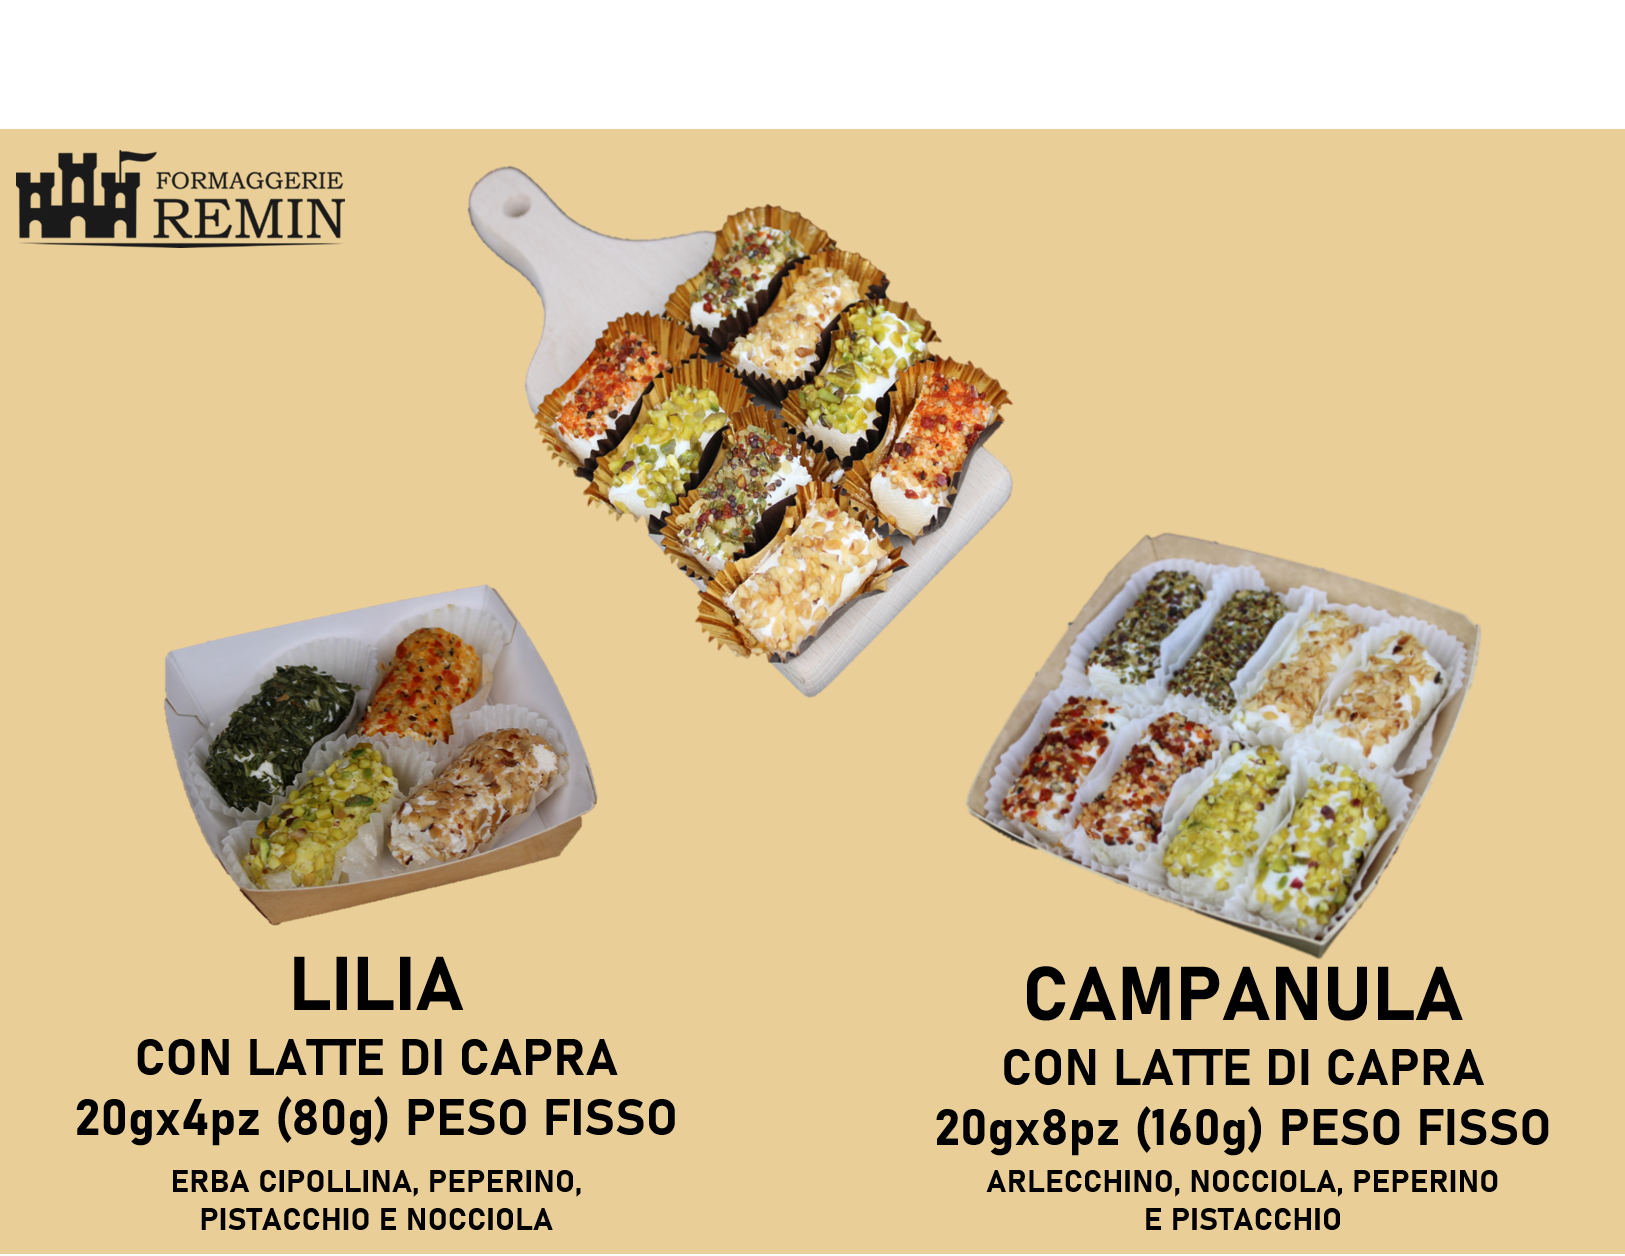 FORMAGGERIE
REMIN
LILIA
CON LATTE DI CAPRA
20gx4pz (80g) PESO FISSO
ERBA CIPOLLINA, PEPERINO,
PISTACCHIO E NOCCIOLA
CAMPANULA
CON LATTE DI CAPRA
20gx8pz (160g) PESO FISSO
ARLECCHINO, NOCCIOLA, PEPERINO
E PISTACCHIO